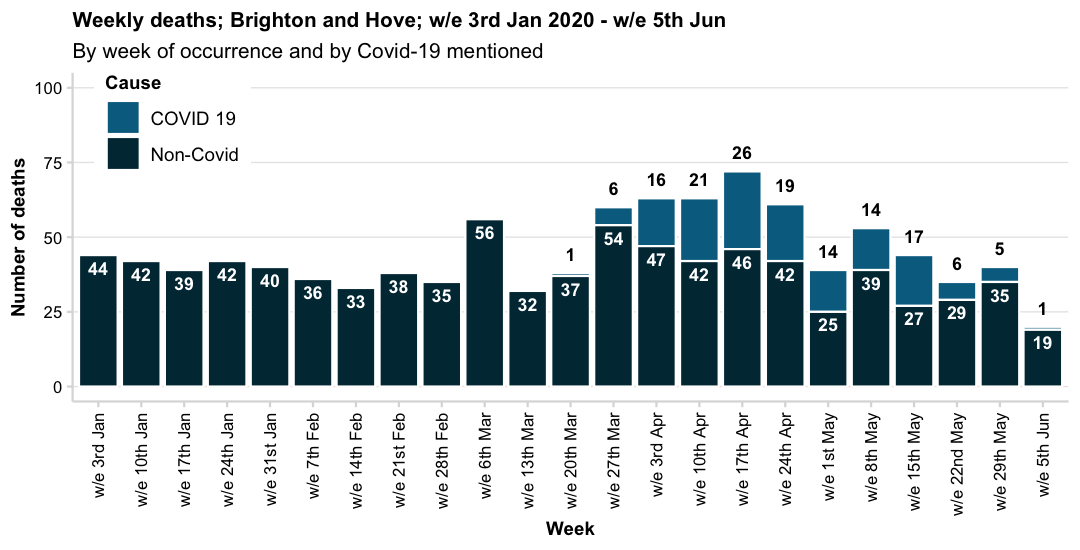 Weekly deaths; Brighton and Hove; w/e 3rd Jan 2020 - w/e 5th Jun
By week of occurrence and by Covid-19 mentioned
Cause
COVID 19
Non-Covid
Number of deaths
100
75
50
25
0
26
16 21 19
6
14 17
1 14 6 5
1
44 42 39 42 40 36 33 38 35 56 32 37 54 47 42 46 42 25 39 27 29 35 19
w/e 3rd Jan
w/e 10th Jan
w/e 17th Jan
w/e 24th Jan
w/e 31st Jan
w/e 7th Feb
w/e 14th Feb
w/e 21st Feb
w/e 28th Feb
w/e 6th Mar
w/e 13th Mar
w/e 20th Mar
w/e 27th Mar
w/e 3rd Apr
w/e 10th Apr
w/e 17th Apr
w/e 24th Apr
w/e 1st May
w/e 8th May
w/e 15th May
w/e 22nd May
w/e 29th May
w/e 5th Jun
Week